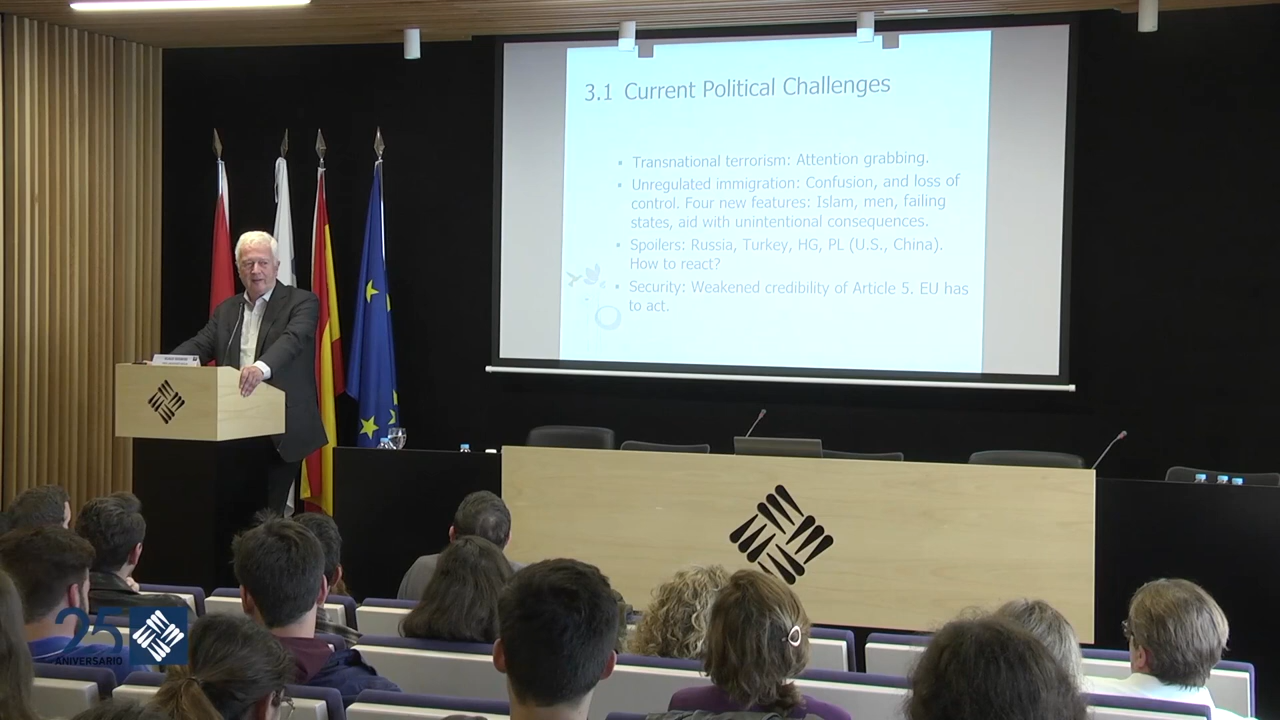 3.1 Current Political Challenges
▪ Transnational terrorism: Attention grabbing.
▪ Unregulated immigration: Confusion, and loss of
control. Four new features: Islam, men, failing
states, aid with unintentional consequences.
▪ Spoilers: Russia, Turkey, HG, PL (U.S., China).
How to react?
▪ Security: Weakened credibility of Article 5. EU has
to act.
25
ANIVERSARIO